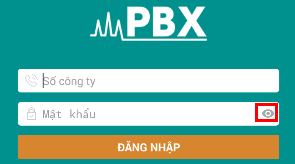 PBX
Số công ty
Mật khẩu
ĐĂNG NHẬP